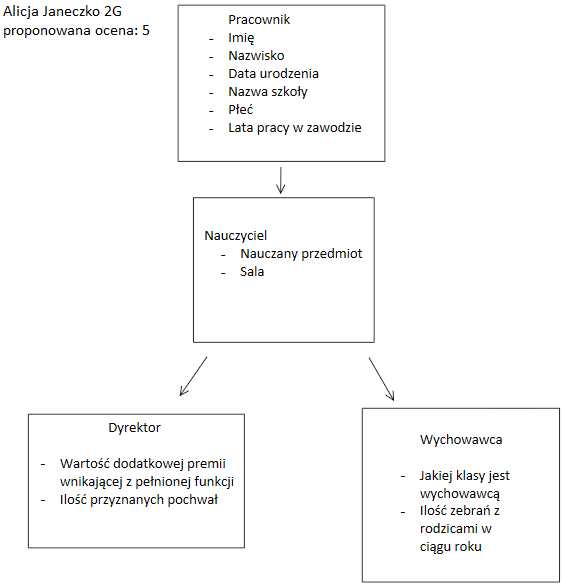 Alicja Janeczko 2G
proponowana ocena: 5
Pracownik
- Imię
- Nazwisko
- Data urodzenia
- Nazwa szkoły
- Płeć
- Lata pracy w zawodzie
Nauczyciel
- Nauczany przedmiot
- Sala
Dyrektor
- Wartość dodatkowej premii
wnikającej z pełnionej funkcji
- Ilość przyznanych pochwał
Wychowawca
- Jakiej klasy jest
wychowawcą
- Ilość zebrań z
rodzicami w
ciągu roku